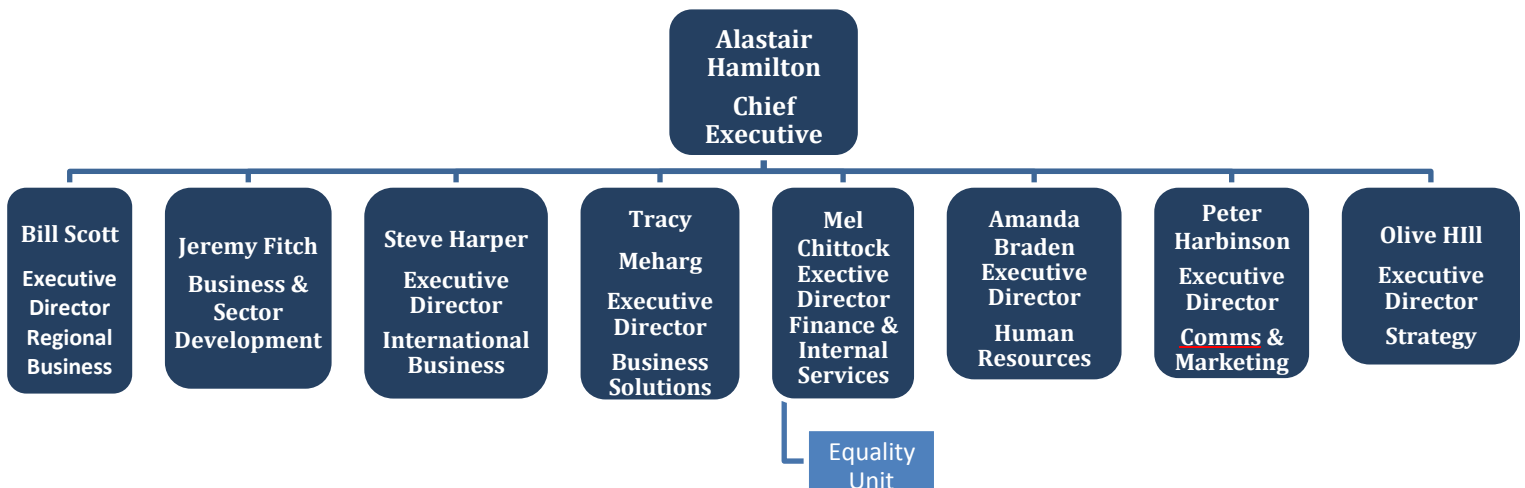 Alastair
Hamilton
Chief
Executive
Bill Scott
Executive
Director
Regional
Business
Jeremy Fitch
Business &
Sector
Development
Steve Harper
Executive
Director
International
Business
Tracy
Meharg
Executive
Director
Business
Solutions
Mel
Chittock
Exective
Director
Finance &
Internal
Services
Amanda
Braden
Executive
Director
Human
Resources
Peter
Harbinson
Executive
Director
Comms &
Marketing
Olive HIll
Executive
Director
Strategy
Equality
Unit